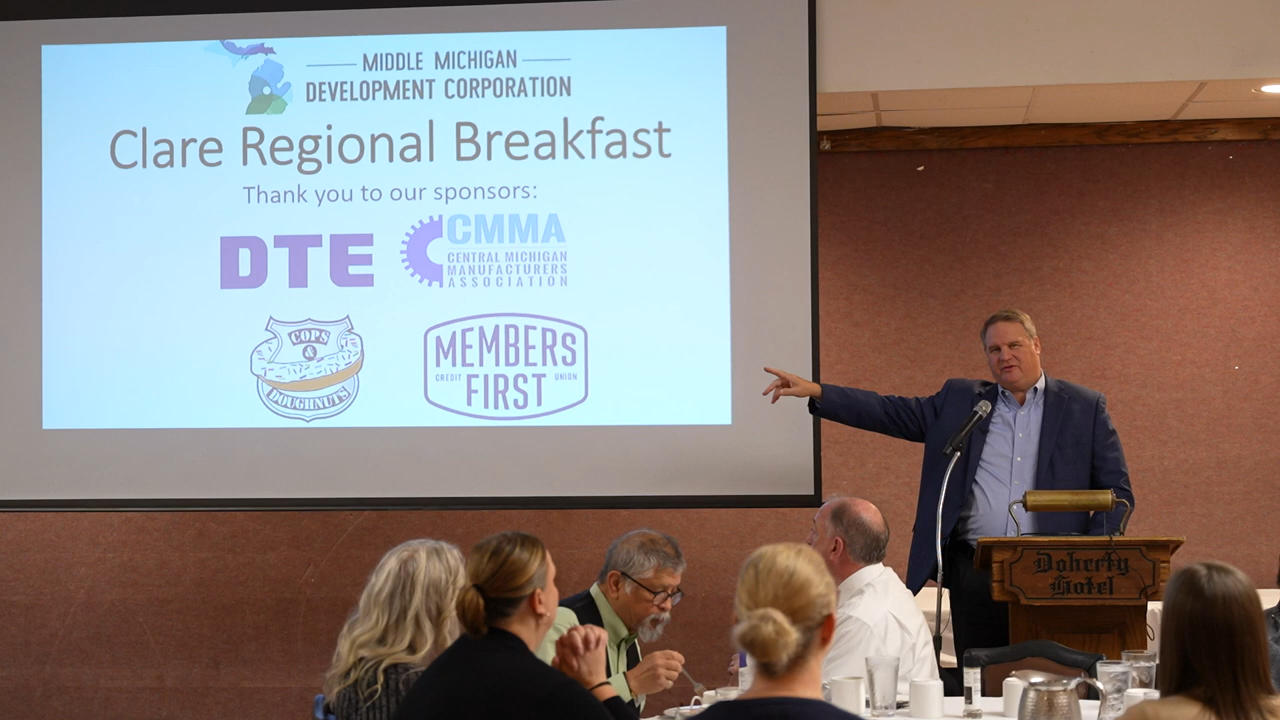 MIDDLE MICHIGAN
DEVELOPMENT CORPORATION
Clare Regional Breakfast
Thank you to our sponsors:
DTE
CMMA
CENTRAL MICHIGAN
MANUFACTURERS
ASSOCIATION
COPS
&
DOUGHNUTS
MEMBERS
CREDIT UNION
FIRST
Doherty
Hotel